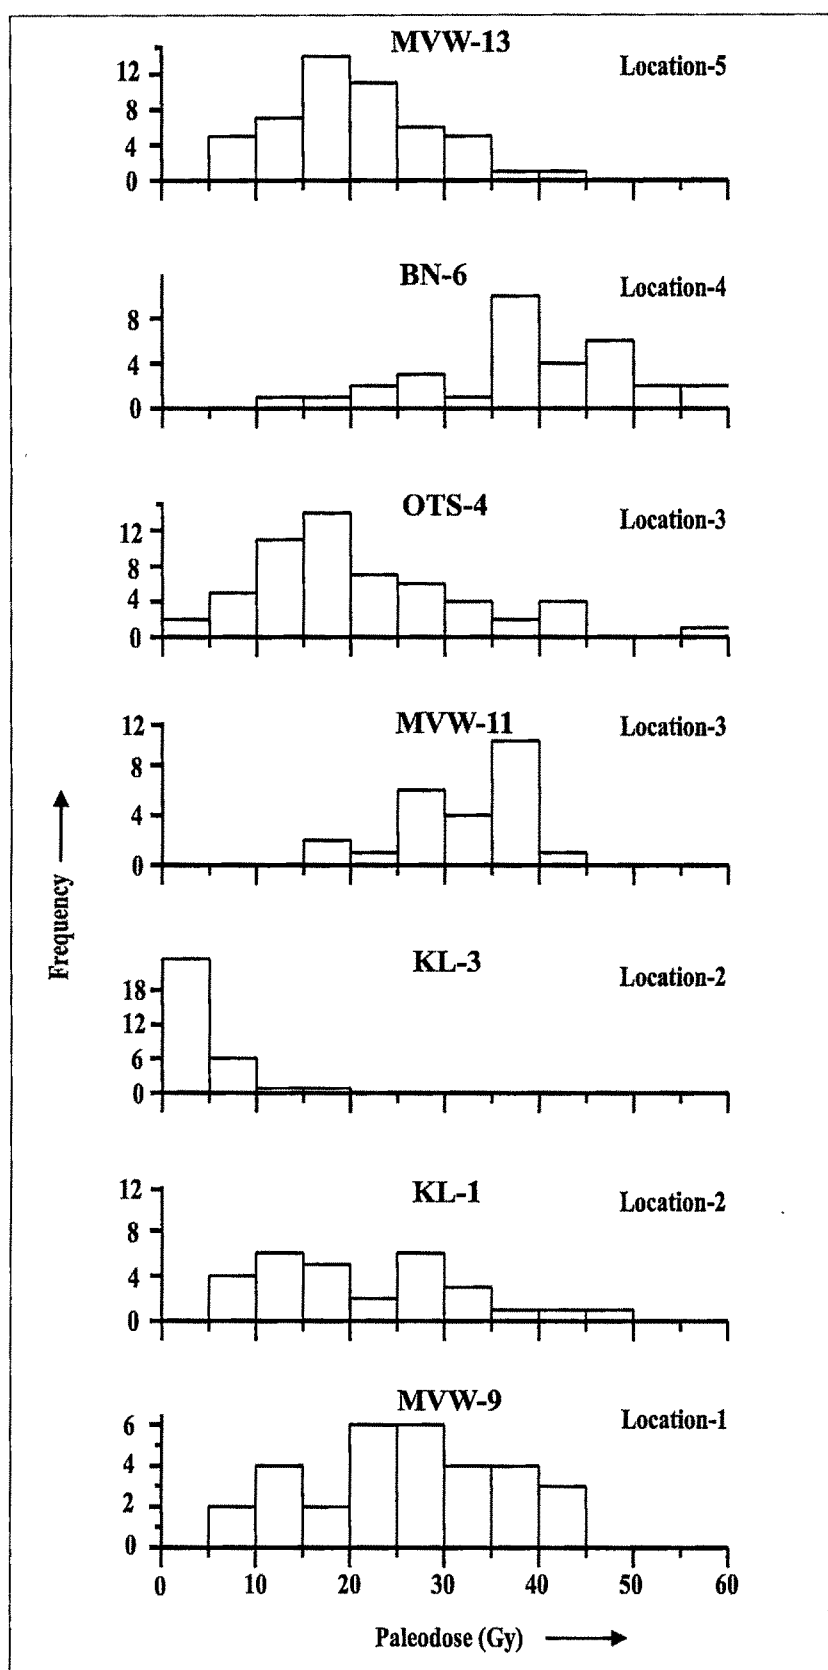 MVW-13
Location-5
12
8
4
0
BN-6
Location-4
8
4
0
OTS-4
Location-3
12
8
4
0
MVW-11
Location-3
12
8
4
0
KL-3
Location-2
18
12
6
0
KL-1
Location-2
12
8
4
0
MVW-9
Location-1
6
4
2
0
0 10 20 30 40 50 60
Paleodose (Gy)
Frequency